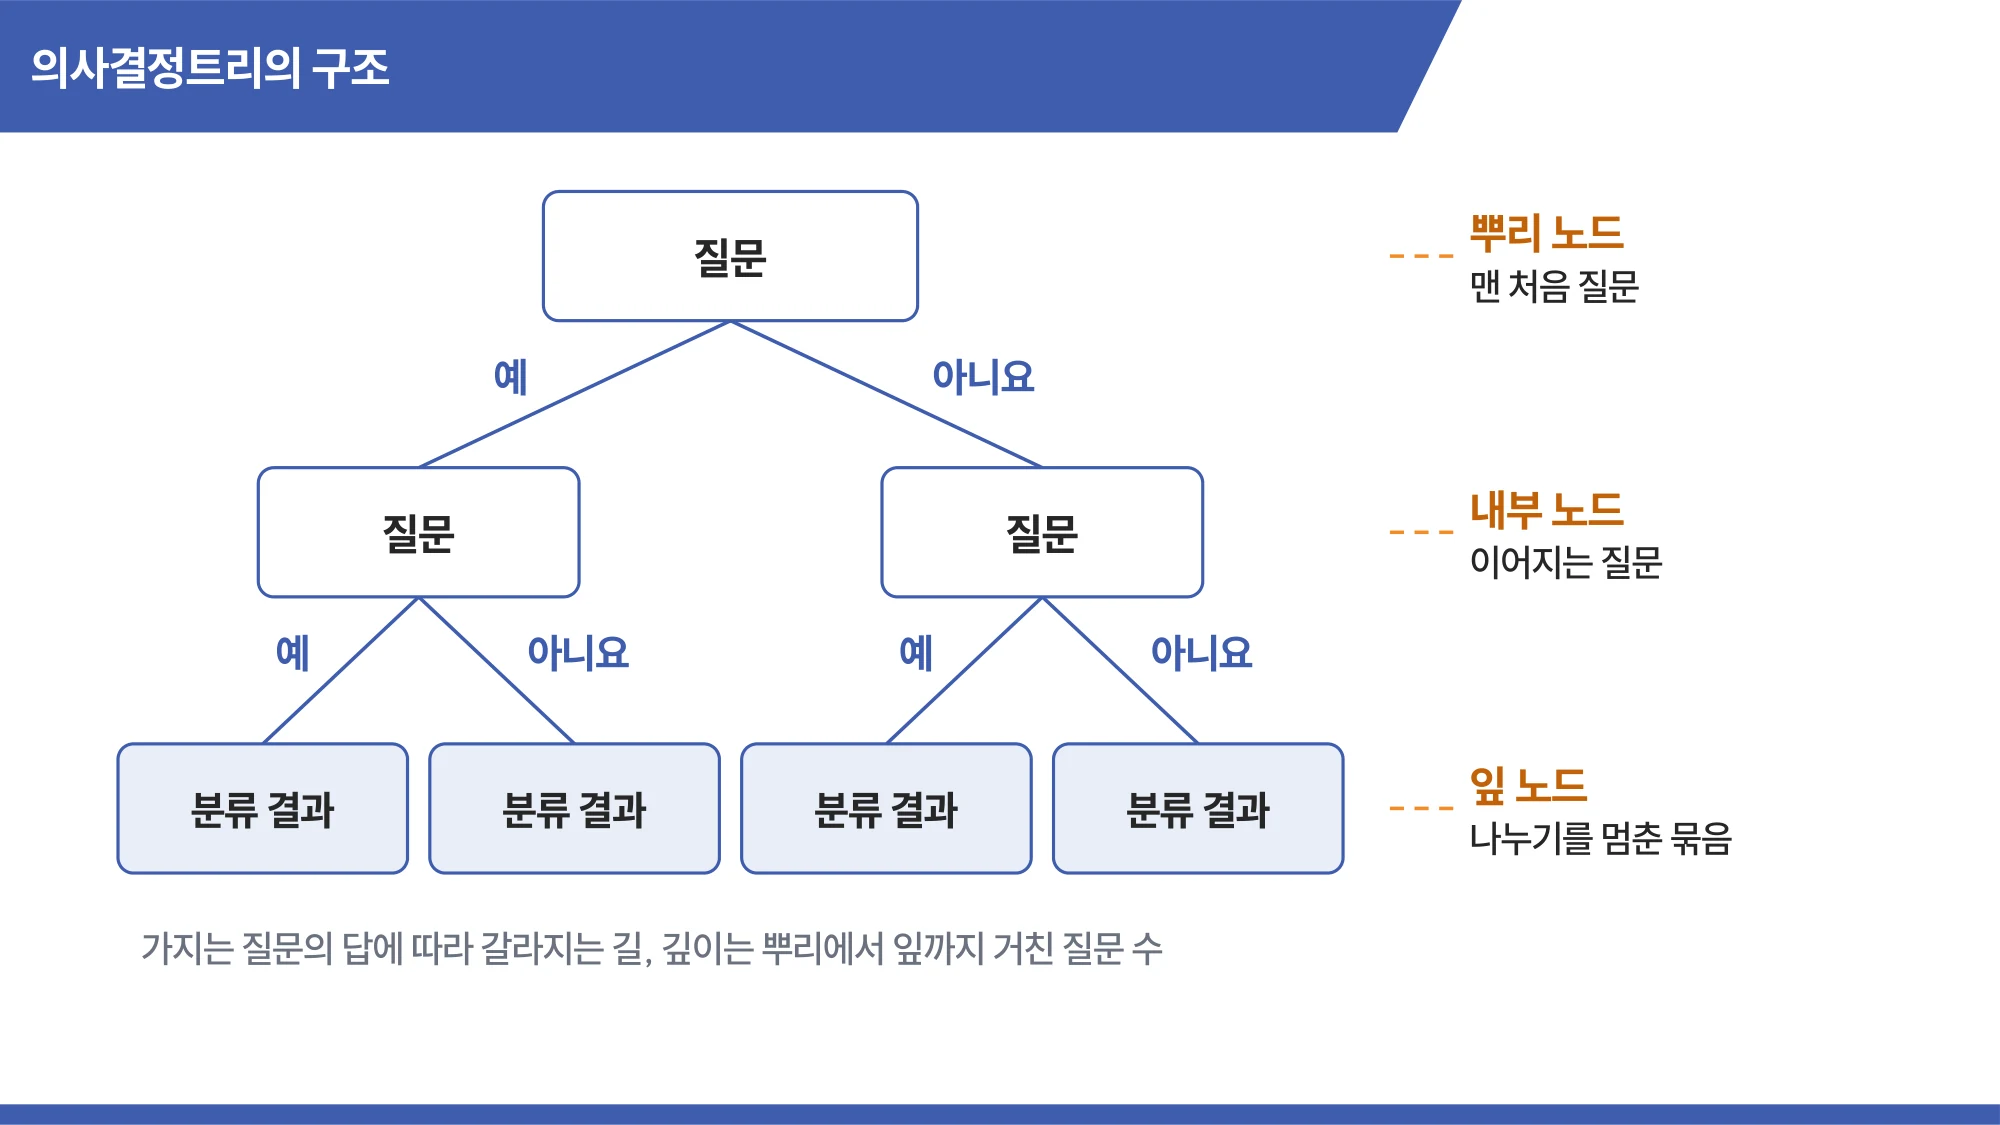 의사결정트리의 구조
질문
뿌리 노드
맨 처음 질문
예
아니요
질문
질문
내부 노드
이어지는 질문
예
아니요
예
아니요
분류 결과
분류 결과
분류 결과
분류 결과
잎 노드
나누기를 멈춘 묶음
가지는 질문의 답에 따라 갈라지는 길, 깊이는 뿌리에서 잎까지 거친 질문 수